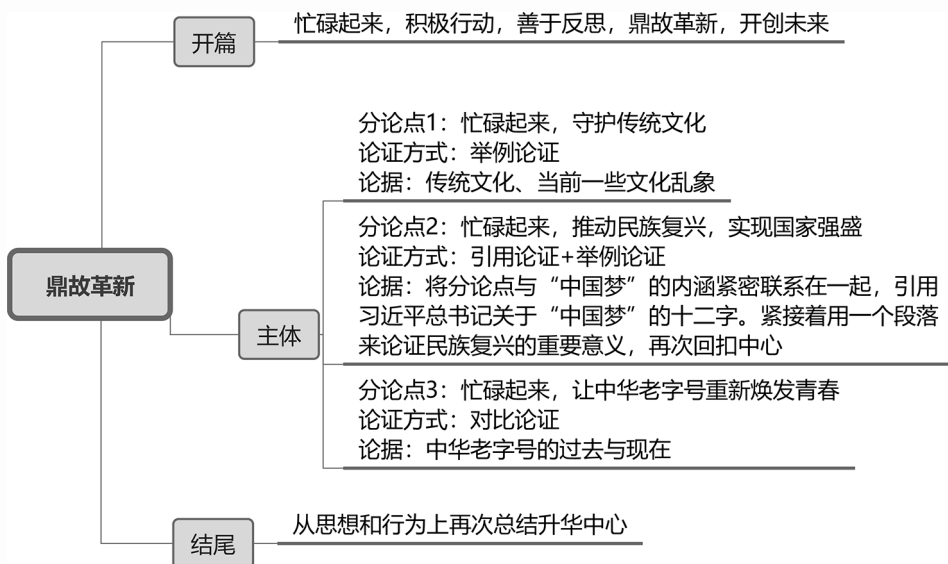 开篇
忙碌起来，积极行动，善于反思，鼎故革新，开创未来
分论点1：忙碌起来，守护传统文化
论证方式：举例论证
论据：传统文化、当前一些文化乱象
鼎故革新
主体
分论点2：忙碌起来，推动民族复兴，实现国家强盛
论证方式：引用论证+举例论证
论据：将分论点与“中国梦”的内涵紧密联系在一起，引用
习近平总书记关于“中国梦”的十二字。紧接着用一个段落
来论证民族复兴的重要意义，再次回扣中心
分论点3：忙碌起来，让中华老字号重新焕发青春
论证方式：对比论证
论据：中华老字号的过去与现在
结尾
从思想和行为上再次总结升华中心